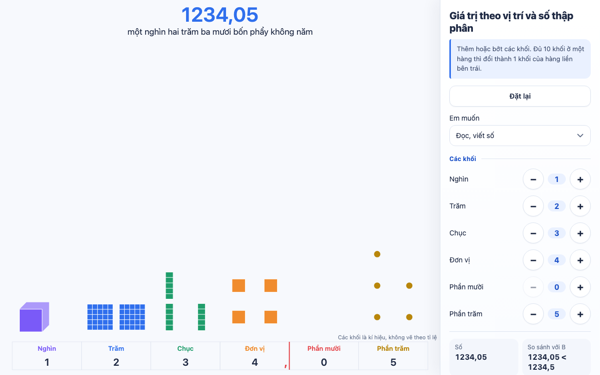 1234,05
một nghìn hai trăm ba mươi bốn phẩy không năm
Các khối là kí hiệu, không vẽ theo tỉ lệ
Nghìn Trăm Chục Đơn vị Phần mười Phần trăm
1 2 3 4 , 0 5
Giá trị theo vị trí và số thập
phân
Thêm hoặc bớt các khối. Đủ 10 khối ở một
hàng thì đổi thành 1 khối của hàng liền
bên trái.
Đặt lại
Em muốn
Đọc, viết số
Các khối
Nghìn − 1 +
Trăm − 2 +
Chục − 3 +
Đơn vị − 4 +
Phần mười − 0 +
Phần trăm − 5 +
Số
1234,05
So sánh với B
1234,05 <
1234,5